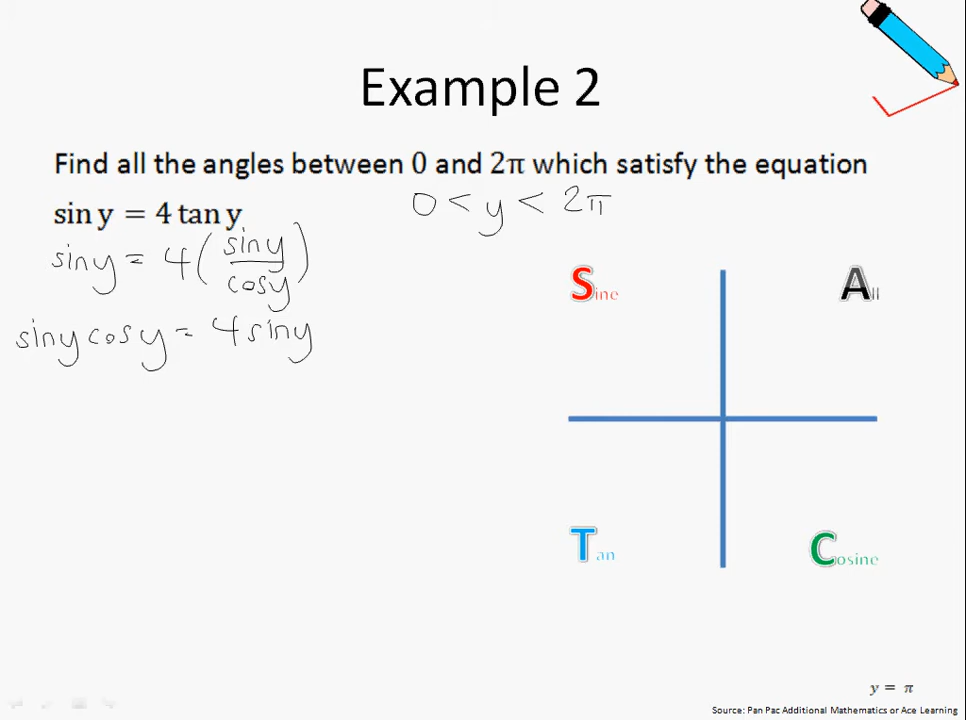 Example 2
Find all the angles between 0 and 2π which satisfy the equation
sin y = 4 tan y
0 < y < 2π
sin y = 4 ( sin y / cos y )
sin y cos y = 4 sin y
Sine
All
Tan
Cosine
y = π
Source: Pan Pac Additional Mathematics or Ace Learning